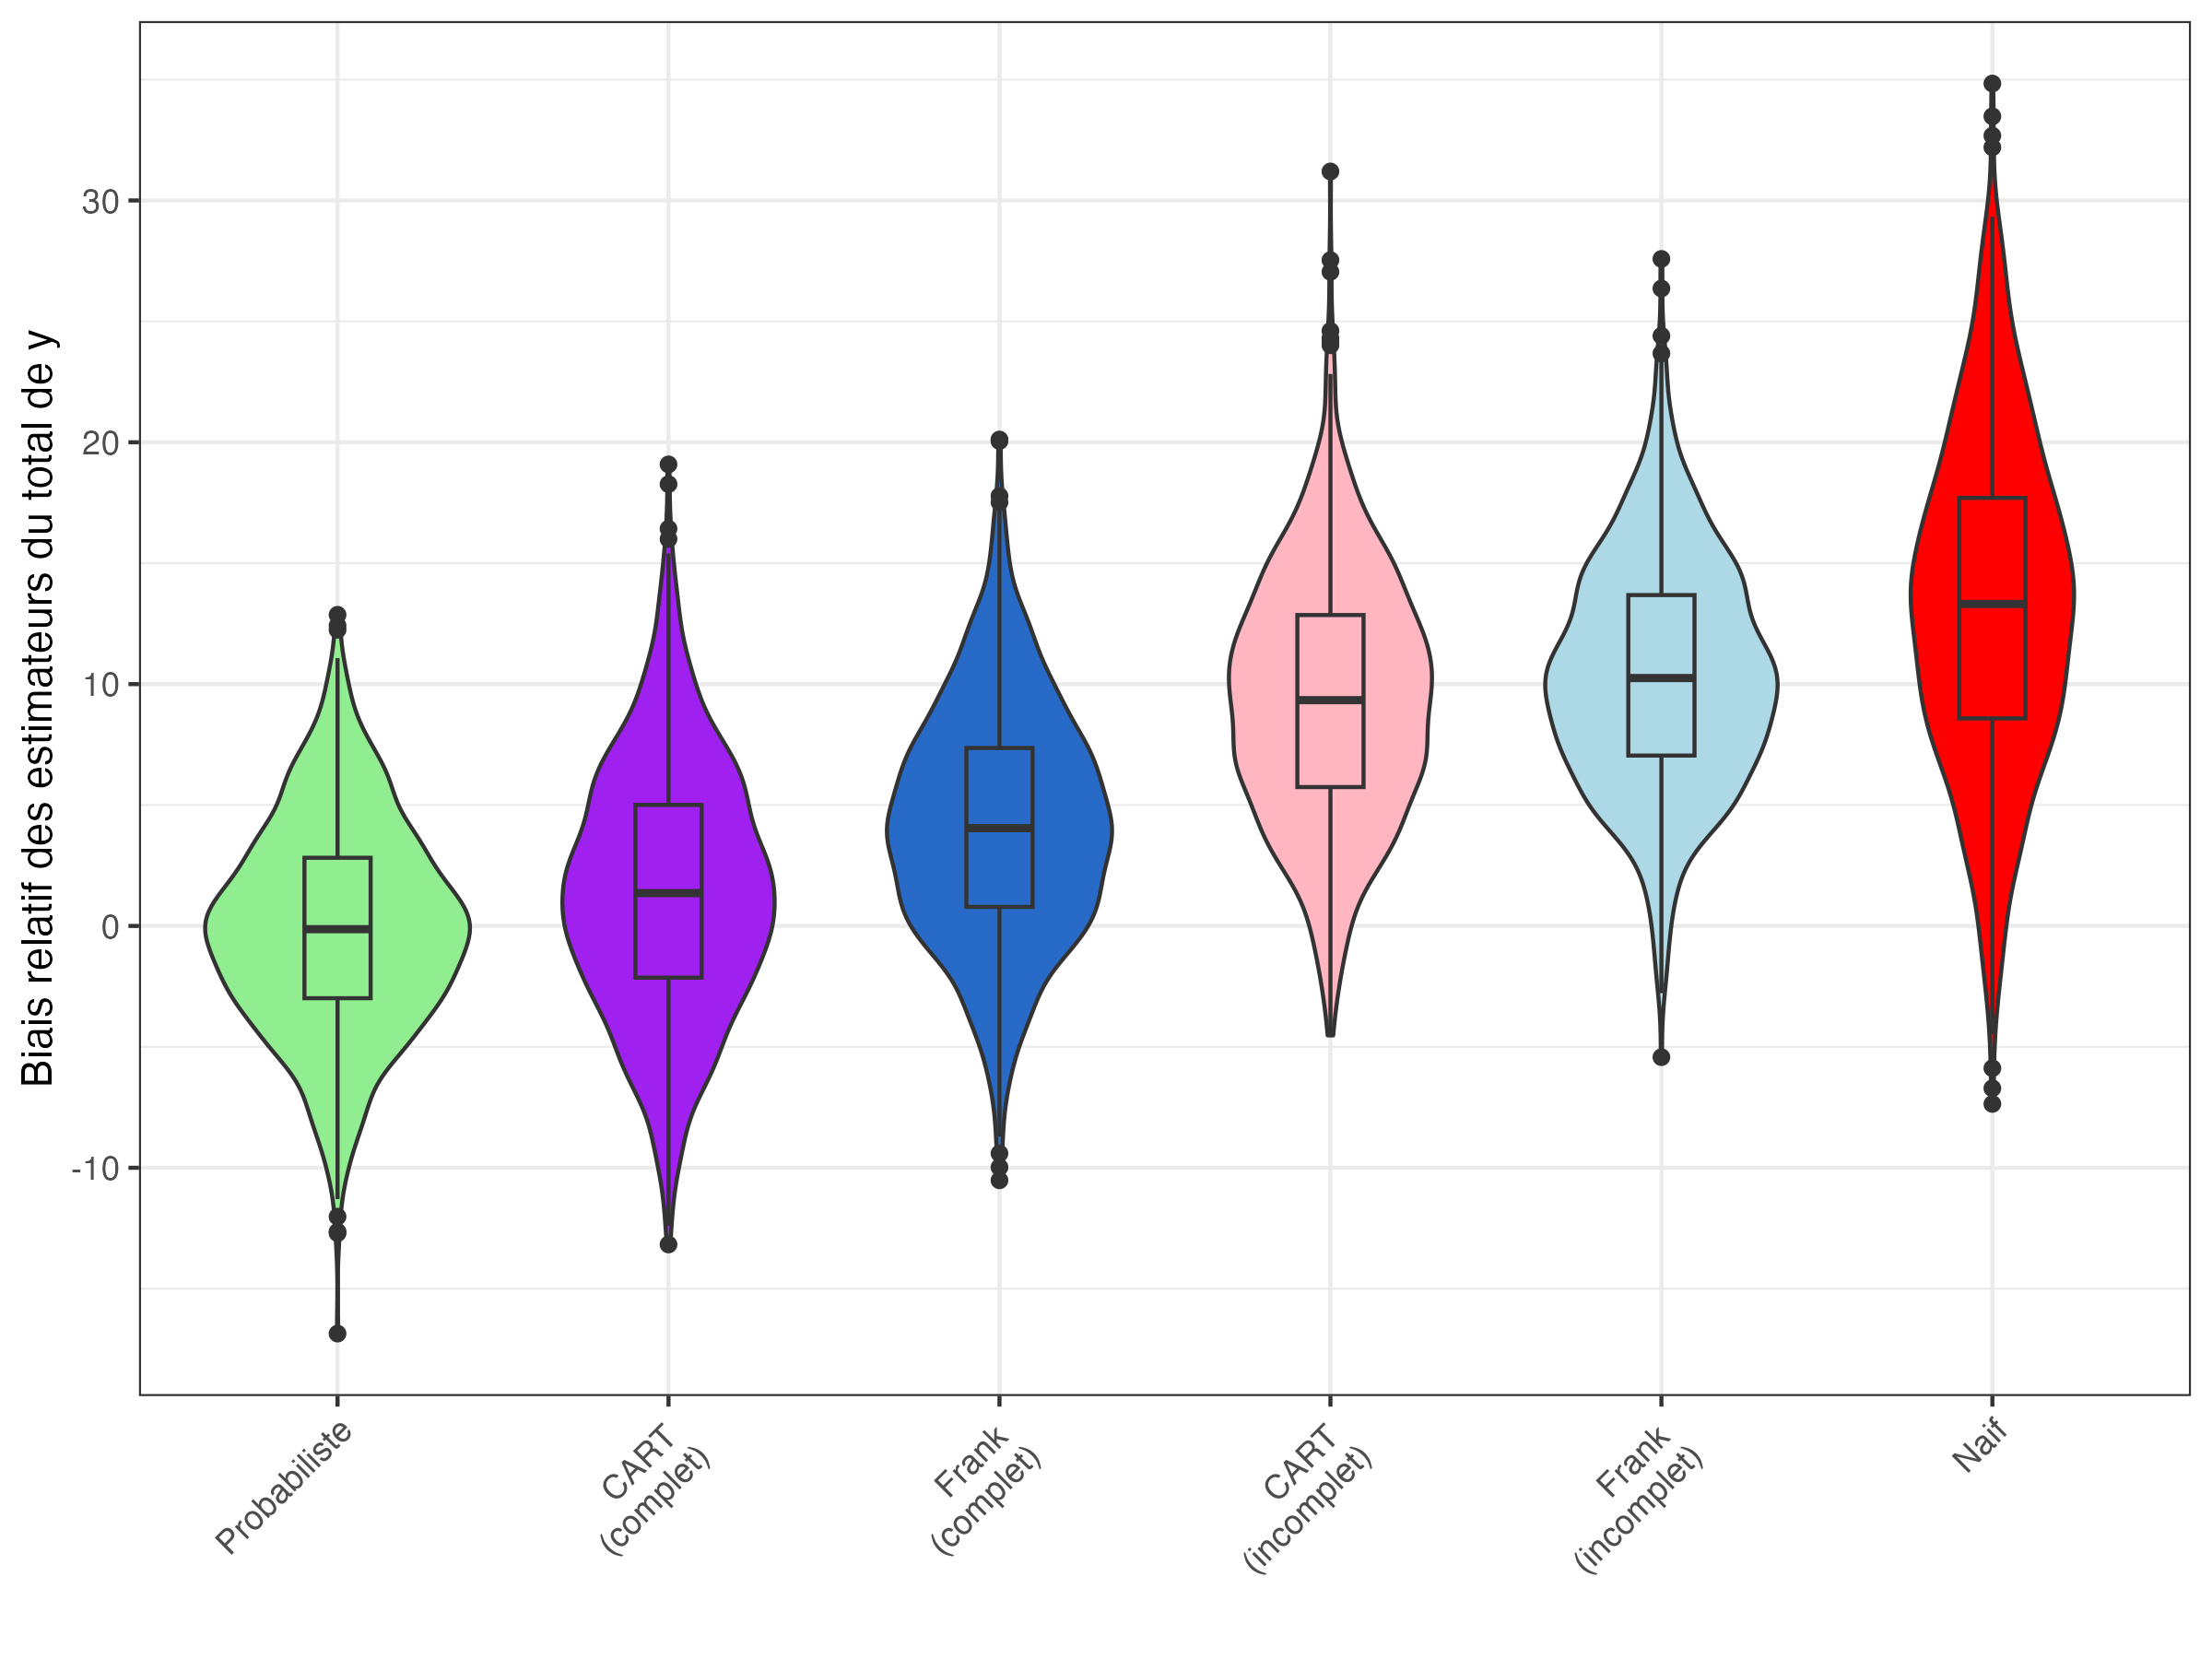 Biais relatif des estimateurs du total de y
30
20
10
0
-10
Probabiliste
CART
(complet)
Frank
(complet)
CART
(incomplet)
Frank
(incomplet)
Naif